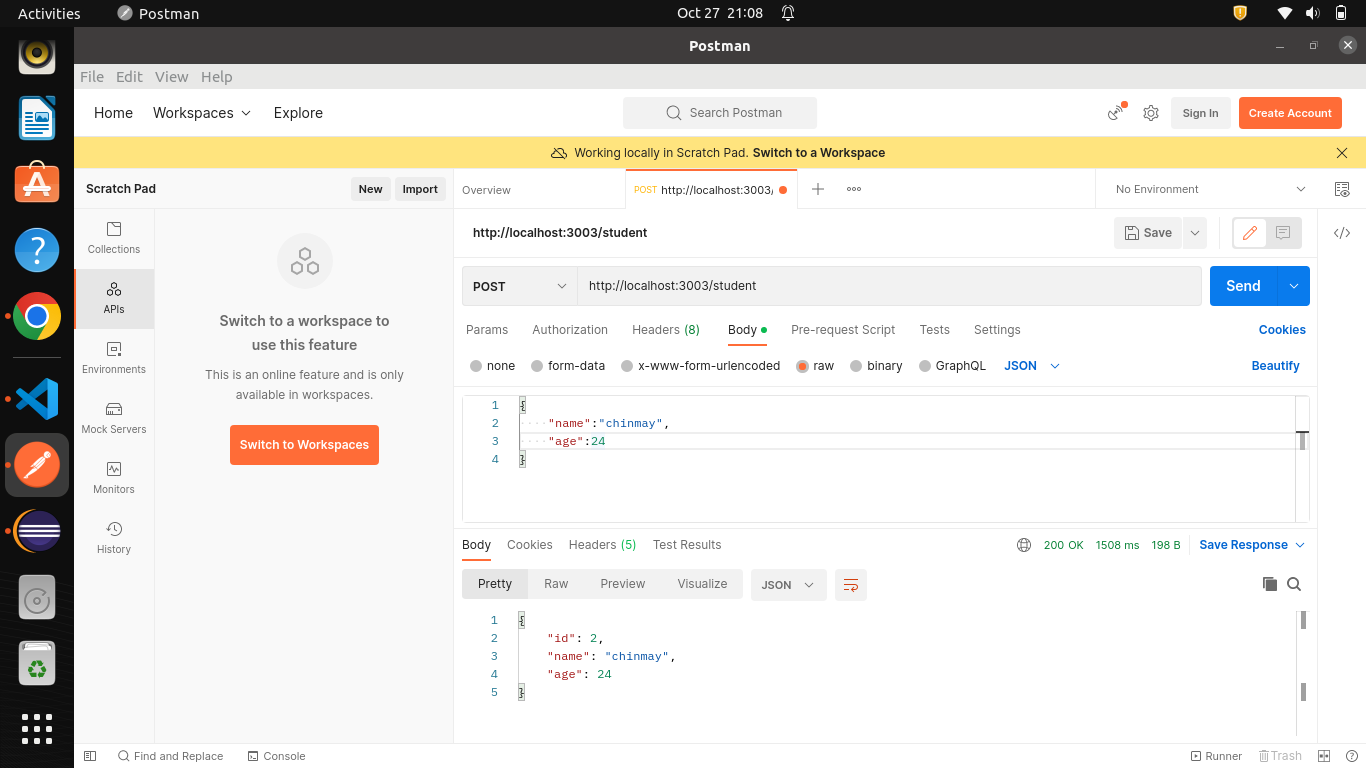 Activities Postman Oct 27 21:08
Postman
File Edit View Help
Home Workspaces Explore Search Postman Sign In Create Account
Working locally in Scratch Pad. Switch to a Workspace
Scratch Pad New Import Overview POST http://localhost:3003/ No Environment
Collections
APIs
Environments
Mock Servers
Monitors
History
Switch to a workspace to
use this feature
This is an online feature and is only
available in workspaces.
Switch to Workspaces
http://localhost:3003/student Save
POST http://localhost:3003/student Send
Params Authorization Headers (8) Body Pre-request Script Tests Settings Cookies
none form-data x-www-form-urlencoded raw binary GraphQL JSON Beautify
1 {
2 "name":"chinmay",
3 "age":24
4 }
Body Cookies Headers (5) Test Results 200 OK 1508 ms 198 B Save Response
Pretty Raw Preview Visualize JSON
1 {
2 "id": 2,
3 "name": "chinmay",
4 "age": 24
5 }
Find and Replace Console Runner Trash